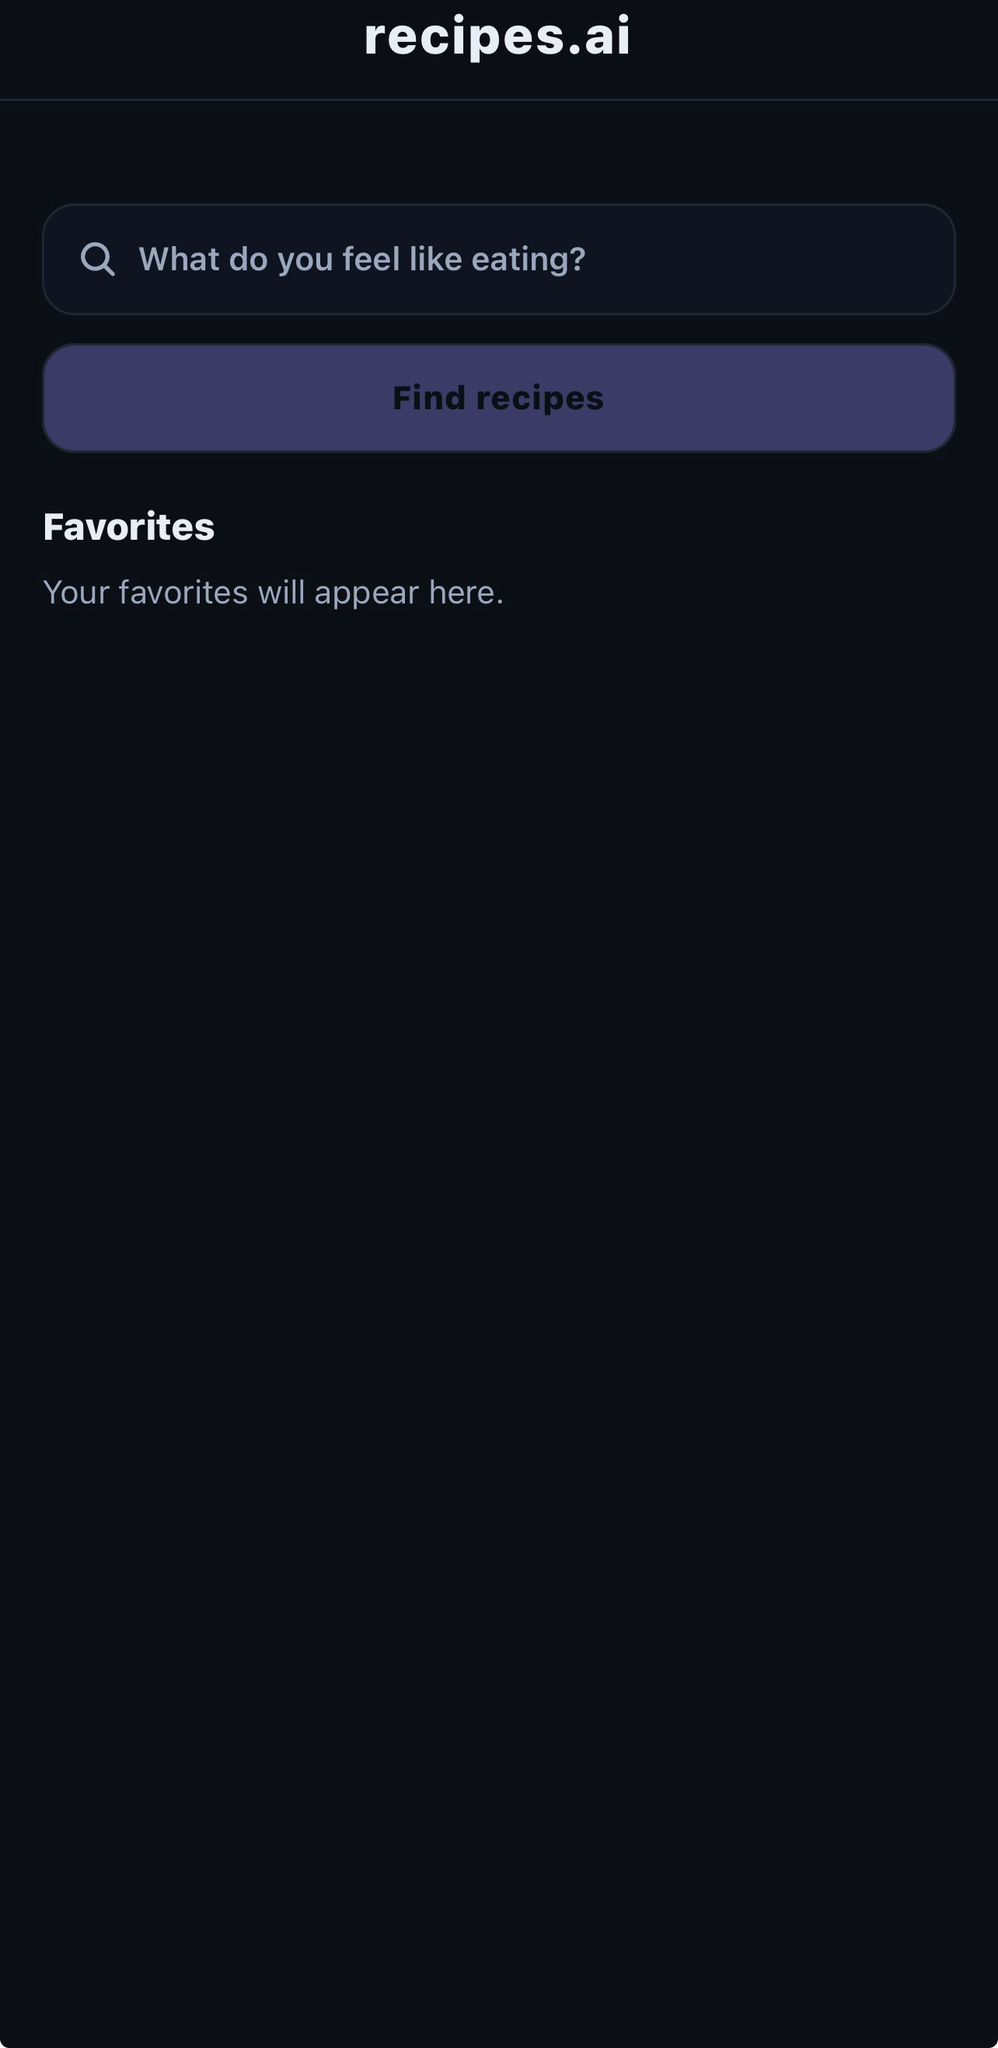 recipes.ai
What do you feel like eating?
Find recipes
Favorites
Your favorites will appear here.